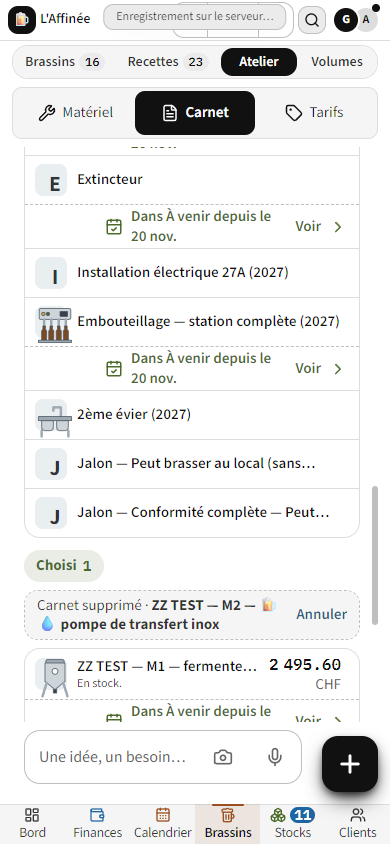 L'Affinée
Enregistrement sur le serveur…
G
A
Brassins 16
Recettes 23
Atelier
Volumes
Matériel
Carnet
Tarifs
E
Extincteur
Dans À venir depuis le
20 nov.
Voir
I
Installation électrique 27A (2027)
Embouteillage — station complète (2027)
Dans À venir depuis le
20 nov.
Voir
2ème évier (2027)
J
Jalon — Peut brasser au local (sans…
J
Jalon — Conformité complète — Peut…
Choisi 1
Carnet supprimé · ZZ TEST — M2 — 🍺
💧 pompe de transfert inox
Annuler
ZZ TEST — M1 — fermente…
2 495.60
En stock.
CHF
Dans À venir depuis le
Voir
Une idée, un besoin…
Bord
Finances
Calendrier
Brassins
11
Stocks
Clients